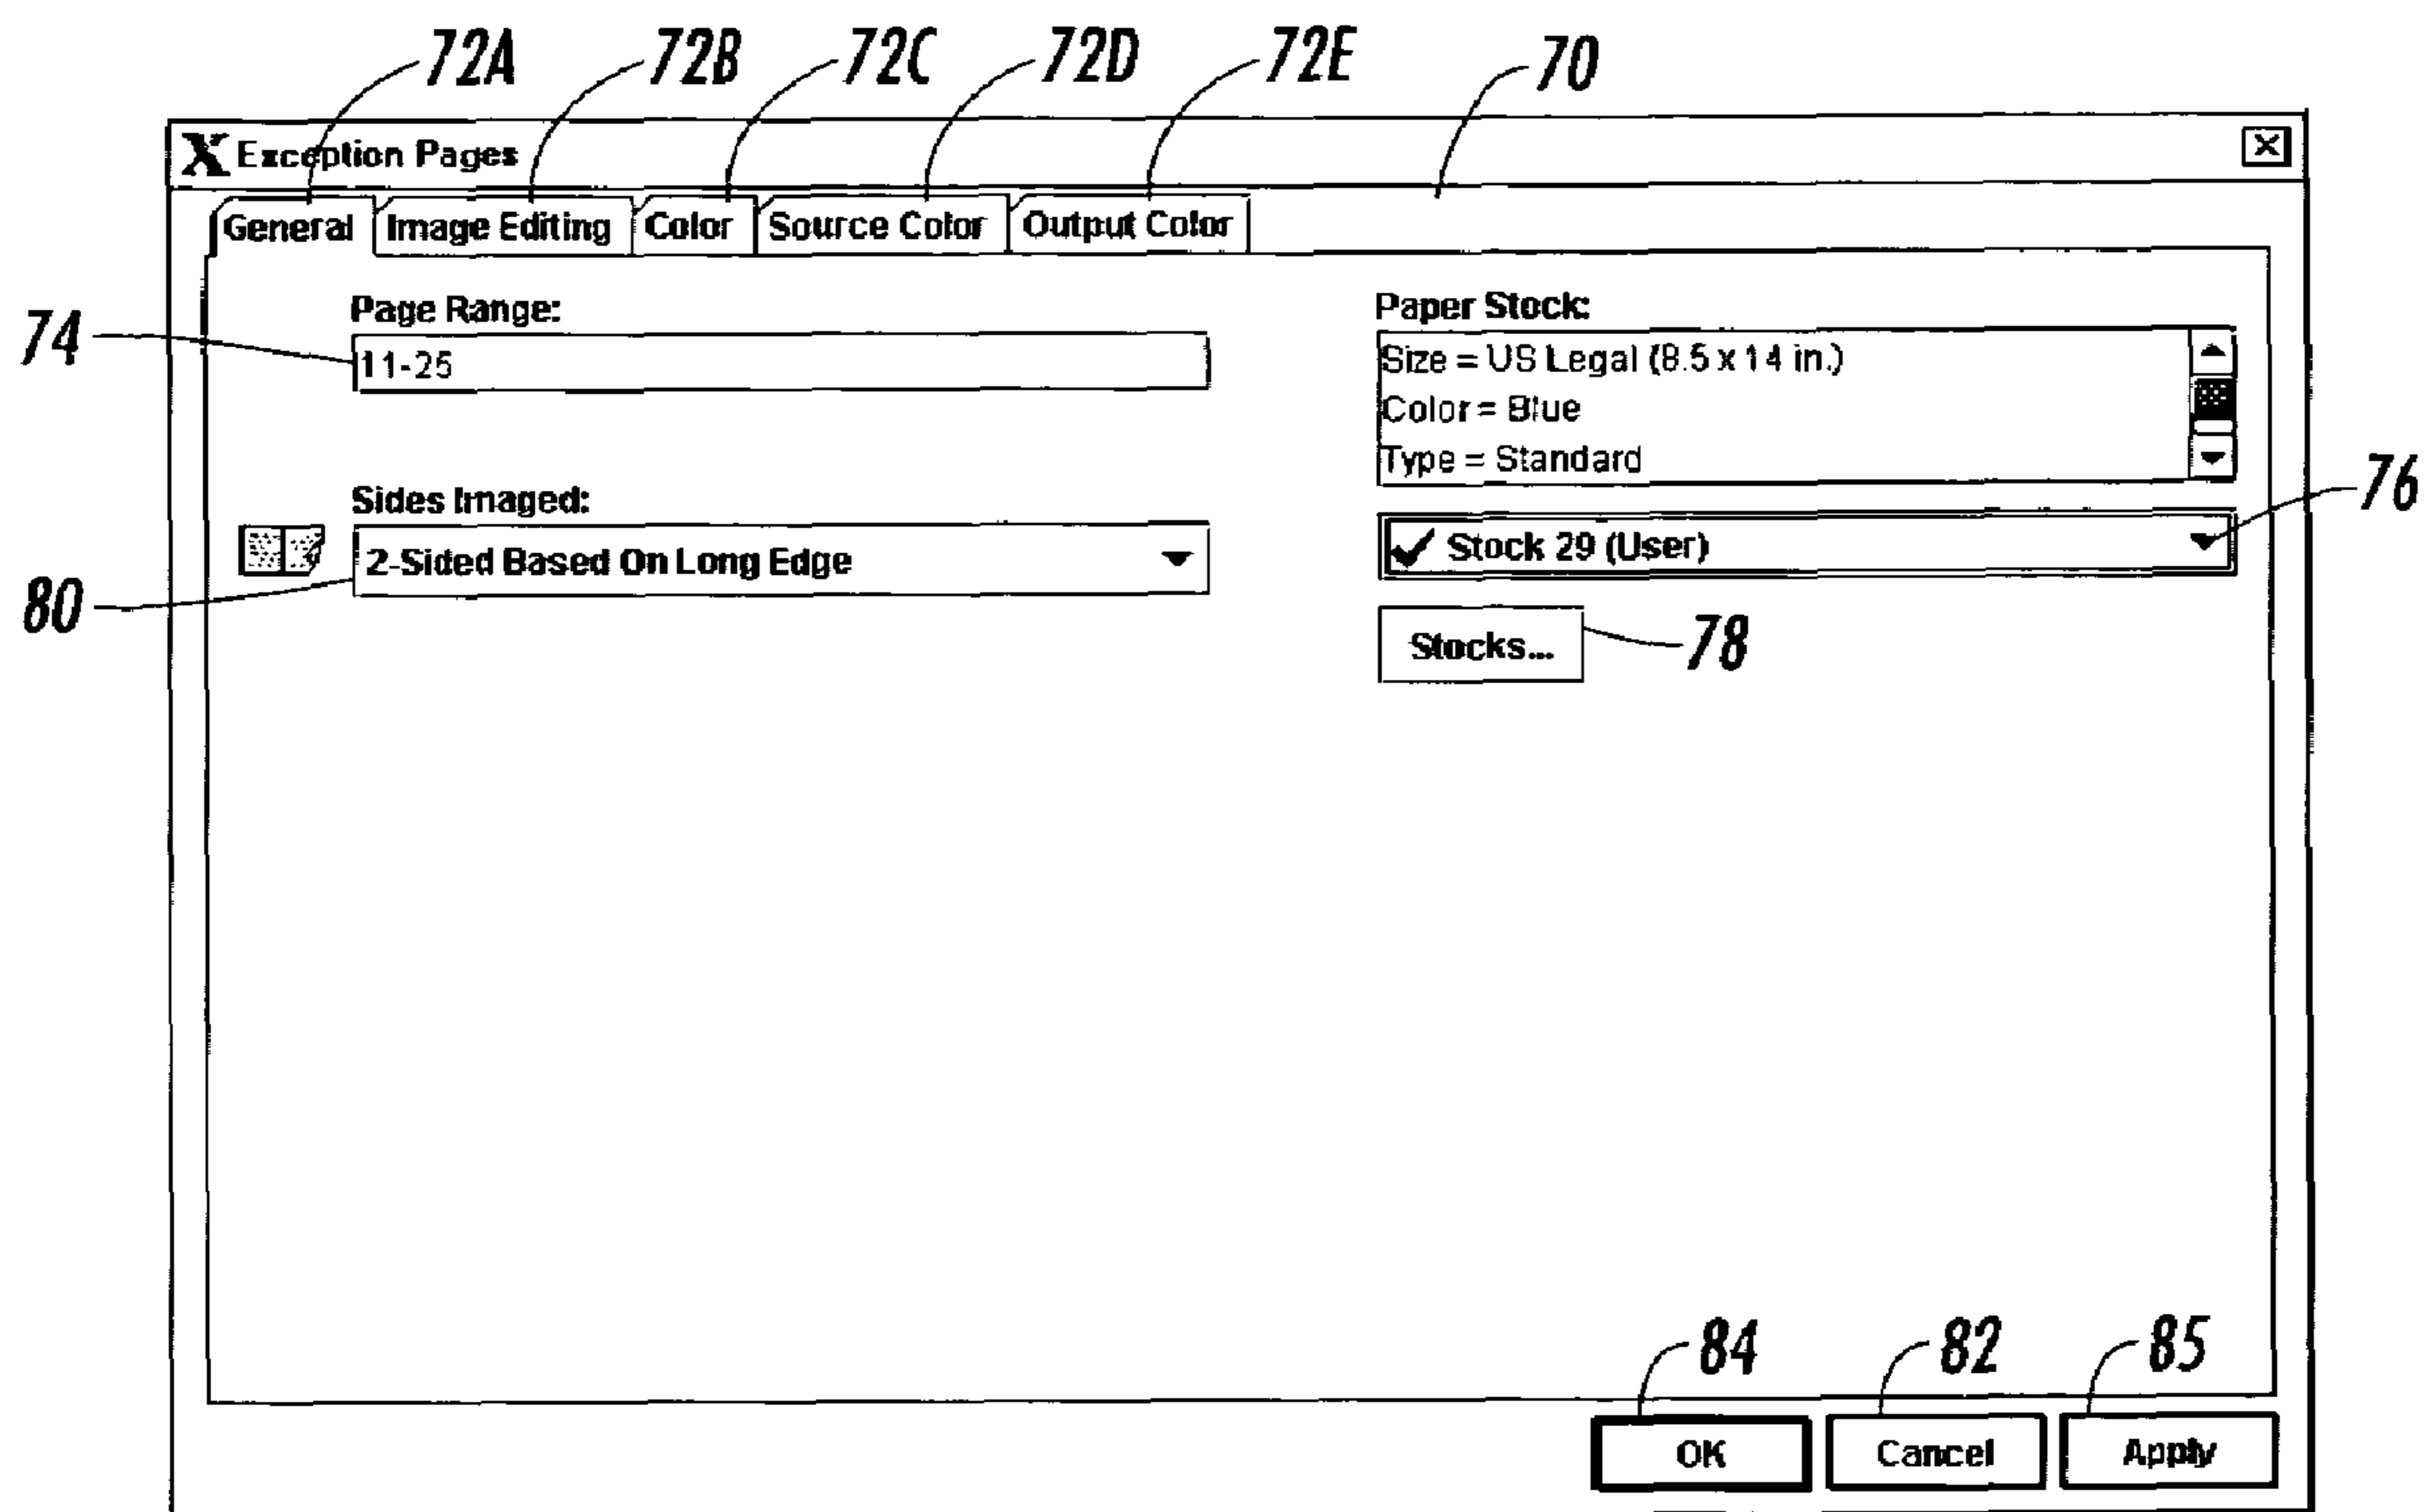 72A 72B 72C 72D 72E 70
X Exception Pages
General Image Editing Color Source Color Output Color
Page Range:
74
11-25
Paper Stock:
Size = US Legal (8.5 x 14 in.)
Color = Blue
Type = Standard
Sides Imaged:
2-Sided Based On Long Edge
80
Stock 29 (User)
76
Stocks...
78
84 82 85
OK Cancel Apply